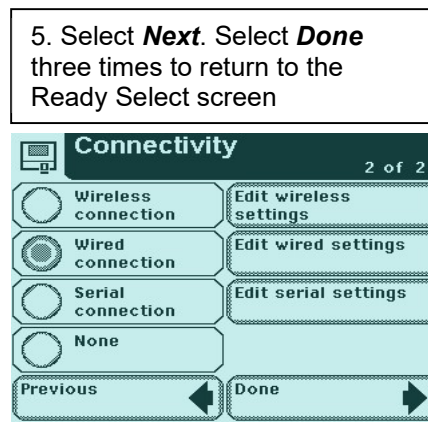 5. Select Next. Select Done
three times to return to the
Ready Select screen
Connectivity
2 of 2
Wireless
connection
Edit wireless
settings
Wired
connection
Edit wired settings
Serial
connection
Edit serial settings
None
Previous
Done